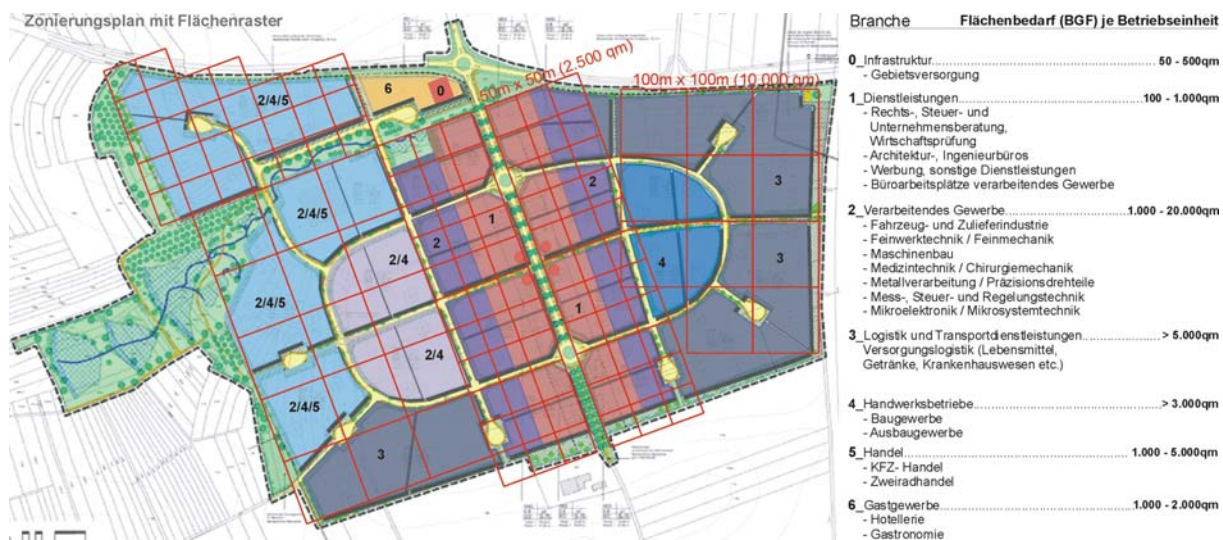 Zonierungsplan mit Flächenraster
50m x 50m (2.500 qm)
100m x 100m (10.000 qm)
2/4/5
6
0
2/4/5
2/4
2
1
2
3
2/4/5
2/4
4
3
1
2/4/5
3
Branche Flächenbedarf (BGF) je Betriebseinheit
0_Infrastruktur 50 - 500qm
- Gebietsversorgung
1_Dienstleistungen 100 - 1.000qm
- Rechts-, Steuer- und
Unternehmensberatung,
Wirtschaftsprüfung
- Architektur-, Ingenieurbüros
- Werbung, sonstige Dienstleistungen
- Büroarbeitsplätze verarbeitendes Gewerbe
2_Verarbeitendes Gewerbe 1.000 - 20.000qm
- Fahrzeug- und Zulieferindustrie
- Feinwerktechnik / Feinmechanik
- Maschinenbau
- Medizintechnik / Chirurgiemechanik
- Metallverarbeitung / Präzisionsdrehteile
- Mess-, Steuer- und Regelungstechnik
- Mikroelektronik / Mikrosystemtechnik
3_Logistik und Transportdienstleistungen > 5.000qm
Versorgungslogistik (Lebensmittel,
Getränke, Krankenhauswesen etc.)
4_Handwerksbetriebe > 3.000qm
- Baugewerbe
- Ausbaugewerbe
5_Handel 1.000 - 5.000qm
- KFZ- Handel
- Zweiradhandel
6_Gastgewerbe 1.000 - 2.000qm
- Hotellerie
- Gastronomie